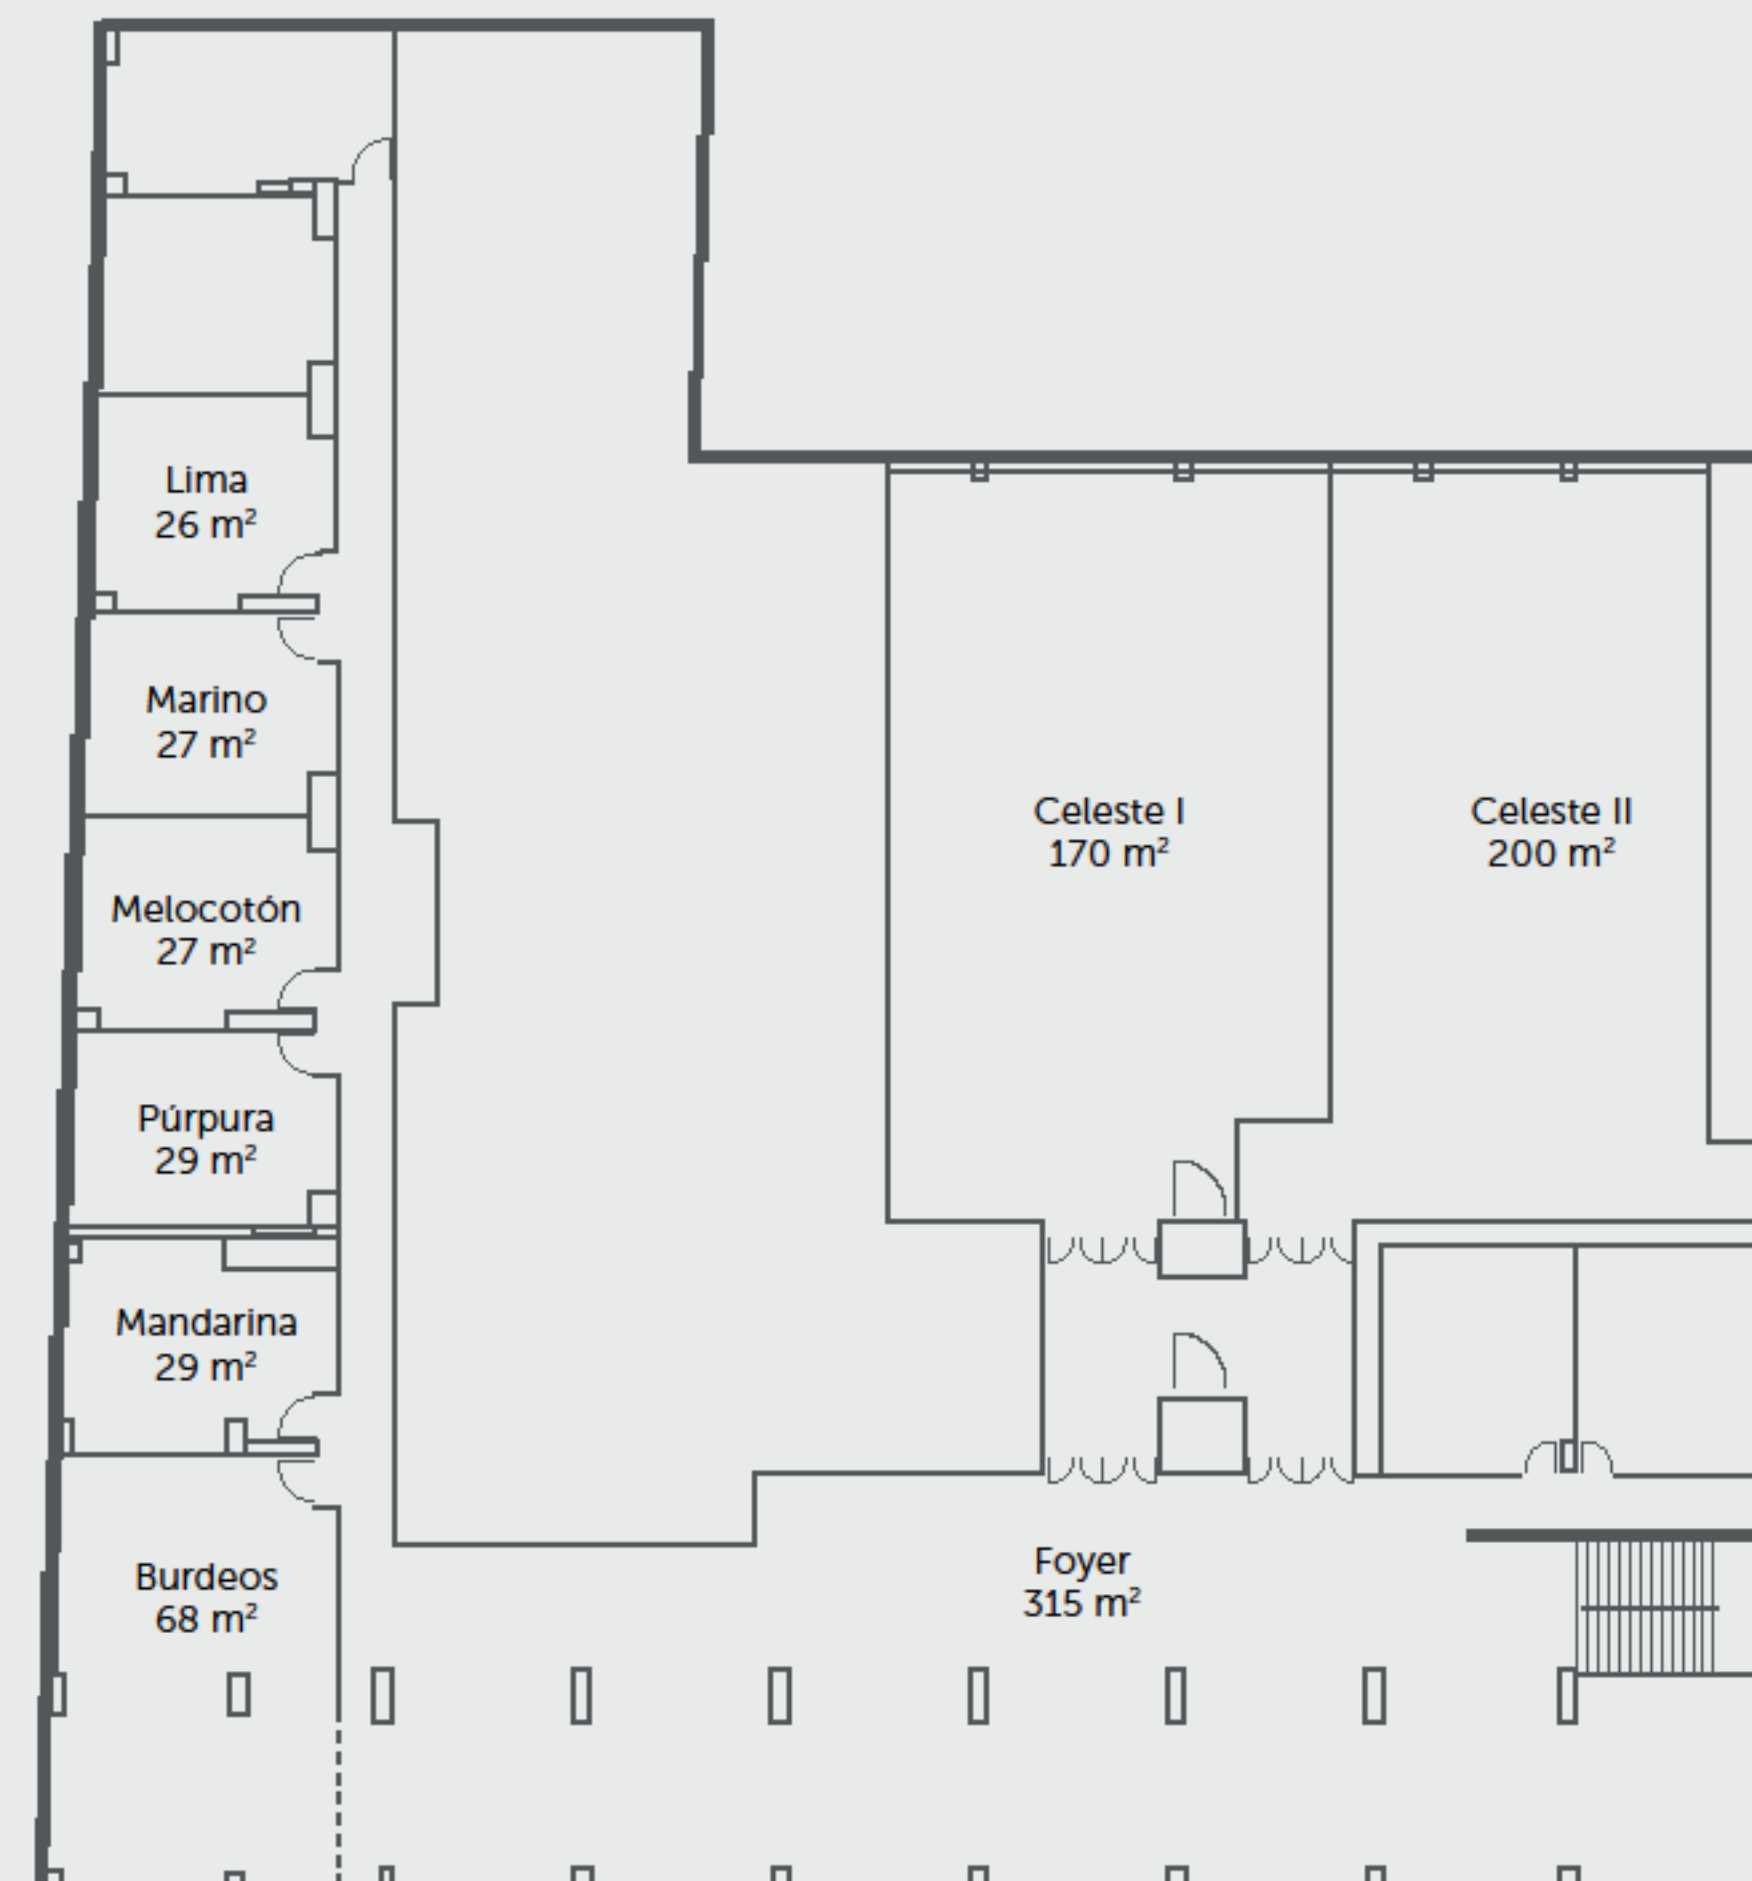 Lima
26 m²
Marino
27 m²
Melocotón
27 m²
Púrpura
29 m²
Mandarina
29 m²
Burdeos
68 m²
Celeste I
170 m²
Celeste II
200 m²
Foyer
315 m²